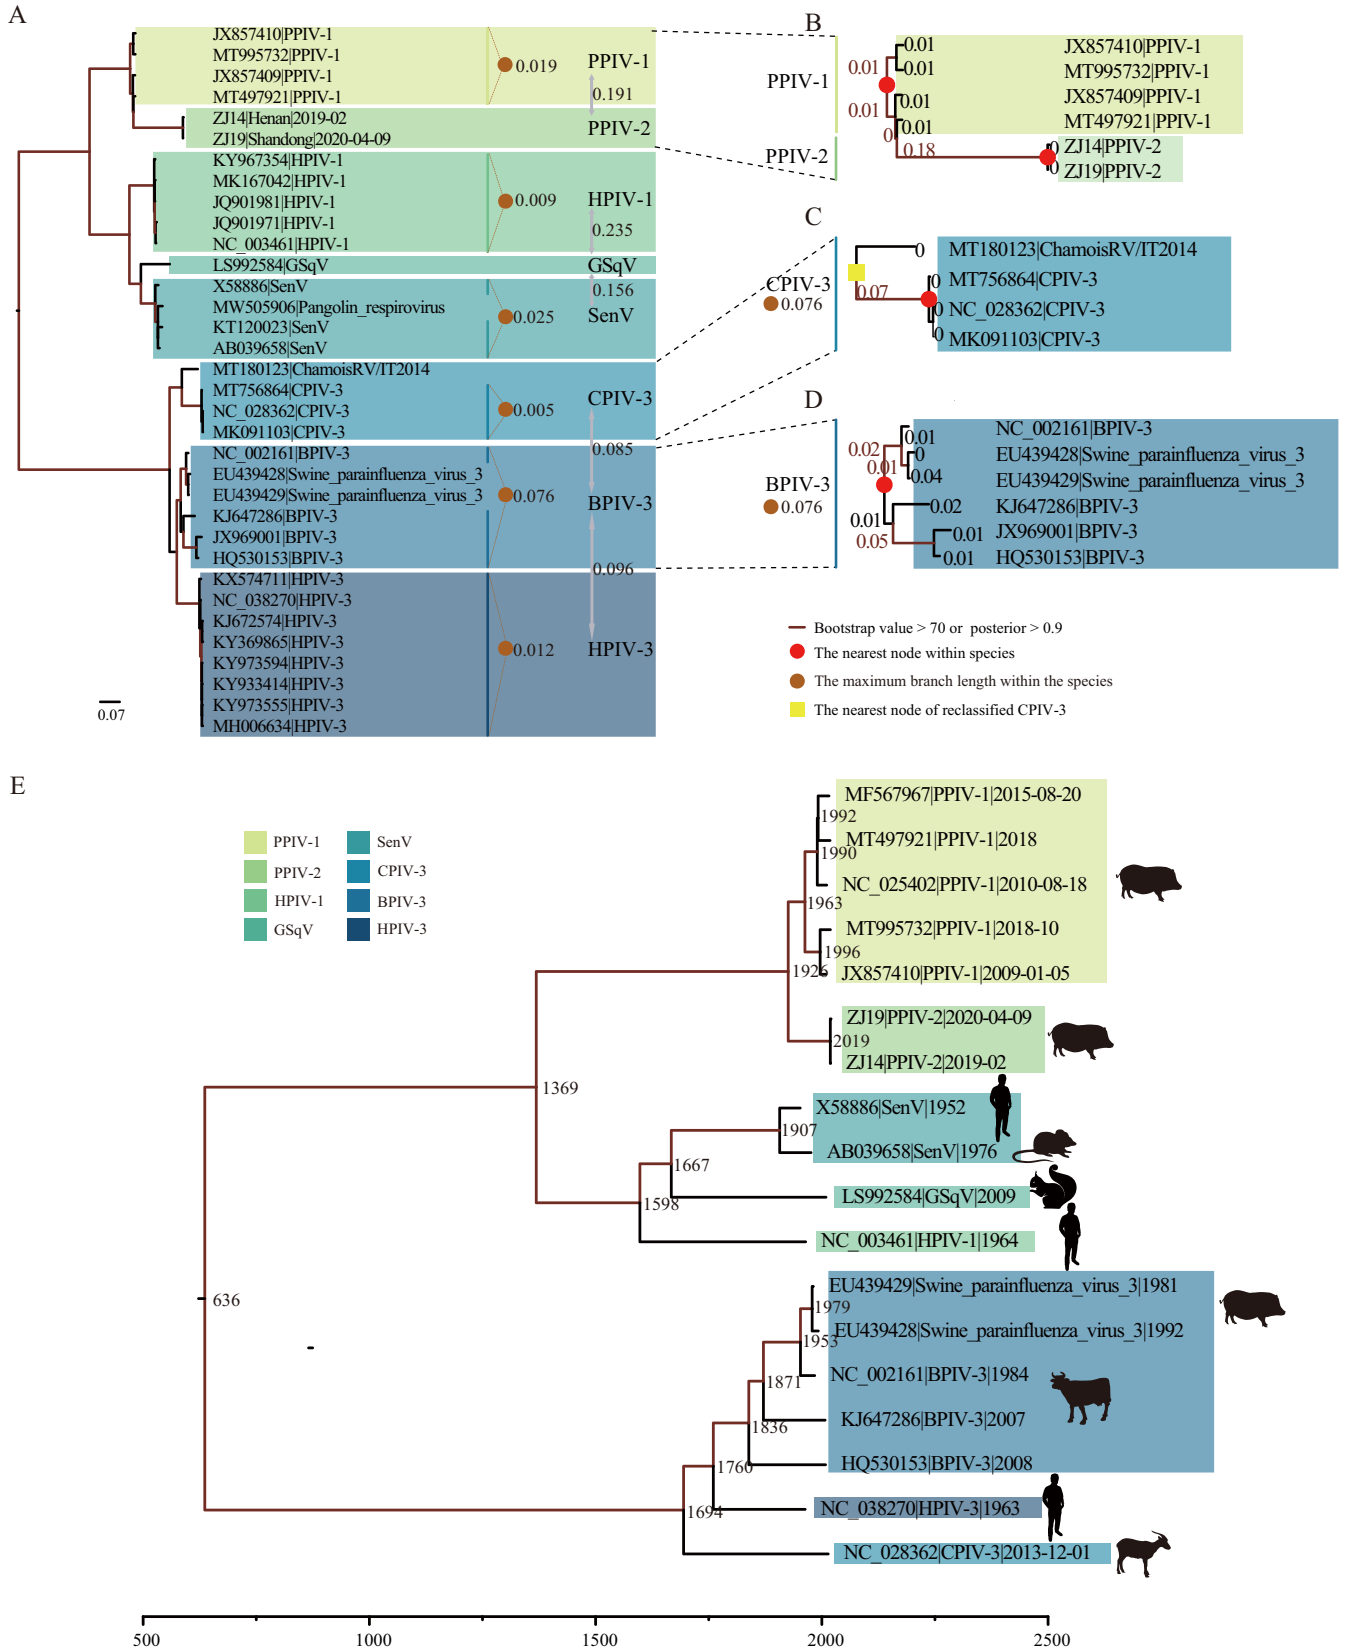 A
JX857410|PPIV-1
MT995732|PPIV-1
JX857409|PPIV-1
MT497921|PPIV-1
ZJ14|Henan|2019-02
ZJ19|Shandong|2020-04-09
KY967354|HPIV-1
MK167042|HPIV-1
JQ901981|HPIV-1
JQ901971|HPIV-1
NC_003461|HPIV-1
LS992584|GSqV
X58886|SenV
MW505906|Pangolin_respirovirus
KT120023|SenV
AB039658|SenV
MT180123|ChamoisRV/IT2014
MT756864|CPIV-3
NC_028362|CPIV-3
MK091103|CPIV-3
NC_002161|BPIV-3
EU439428|Swine_parainfluenza_virus_3
EU439429|Swine_parainfluenza_virus_3
KJ647286|BPIV-3
JX969001|BPIV-3
HQ530153|BPIV-3
KX574711|HPIV-3
NC_038270|HPIV-3
KJ672574|HPIV-3
KY369865|HPIV-3
KY973594|HPIV-3
KY933414|HPIV-3
KY973555|HPIV-3
MH006634|HPIV-3
0.07
0.019
0.009
0.025
0.005
0.076
0.012
PPIV-1
0.191
PPIV-2
HPIV-1
0.235
GSqV
0.156
SenV
CPIV-3
0.085
BPIV-3
0.096
HPIV-3
B
PPIV-1
PPIV-2
0.01
0.01
0.01
0.01
0.01
0.01
0
0.18
0
0
JX857410|PPIV-1
MT995732|PPIV-1
JX857409|PPIV-1
MT497921|PPIV-1
ZJ14|PPIV-2
ZJ19|PPIV-2
C
CPIV-3
0.076
0
0.07
0
0
0
MT180123|ChamoisRV/IT2014
MT756864|CPIV-3
NC_028362|CPIV-3
MK091103|CPIV-3
D
BPIV-3
0.076
0.02
0.01
0.01
0
0.04
0.02
0.01
0.05
0.01
0.01
NC_002161|BPIV-3
EU439428|Swine_parainfluenza_virus_3
EU439429|Swine_parainfluenza_virus_3
KJ647286|BPIV-3
JX969001|BPIV-3
HQ530153|BPIV-3
Bootstrap value > 70 or posterior > 0.9
The nearest node within species
The maximum branch length within the species
The nearest node of reclassified CPIV-3
E
PPIV-1
PPIV-2
HPIV-1
GSqV
SenV
CPIV-3
BPIV-3
HPIV-3
MF567967|PPIV-1|2015-08-20
1992
MT497921|PPIV-1|2018
1990
NC_025402|PPIV-1|2010-08-18
1963
MT995732|PPIV-1|2018-10
1996
1926
JX857410|PPIV-1|2009-01-05
ZJ19|PPIV-2|2020-04-09
2019
ZJ14|PPIV-2|2019-02
1369
X58886|SenV|1952
1907
AB039658|SenV|1976
1667
LS992584|GSqV|2009
1598
NC_003461|HPIV-1|1964
636
EU439429|Swine_parainfluenza_virus_3|1981
1979
EU439428|Swine_parainfluenza_virus_3|1992
1953
NC_002161|BPIV-3|1984
1871
KJ647286|BPIV-3|2007
1836
HQ530153|BPIV-3|2008
1760
NC_038270|HPIV-3|1963
1694
NC_028362|CPIV-3|2013-12-01
500
1000
1500
2000
2500